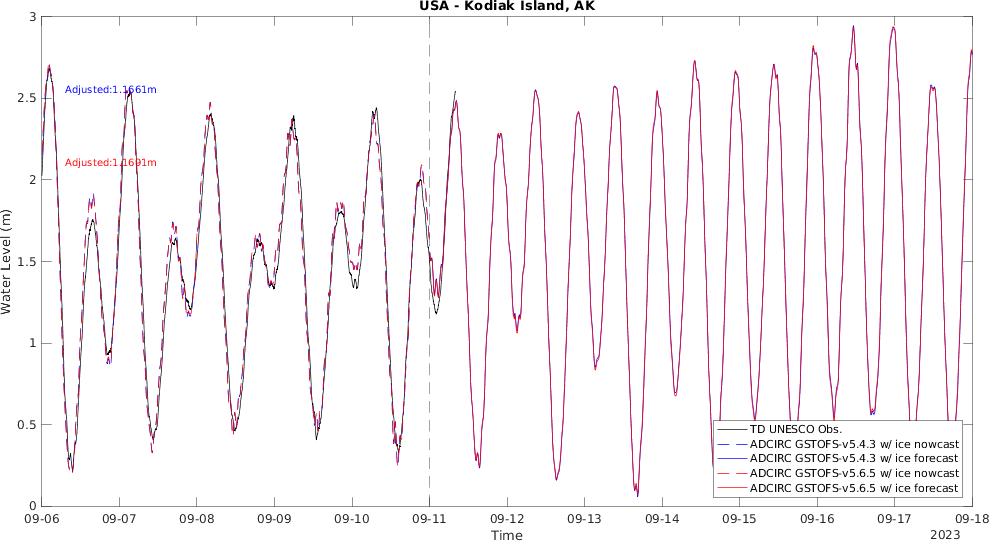 USA - Kodiak Island, AK
3
2.5
2
1.5
1
0.5
0
Water Level (m)
Adjusted:1.1661m
Adjusted:1.1691m
TD UNESCO Obs.
ADCIRC GSTOFS-v5.4.3 w/ ice nowcast
ADCIRC GSTOFS-v5.4.3 w/ ice forecast
ADCIRC GSTOFS-v5.6.5 w/ ice nowcast
ADCIRC GSTOFS-v5.6.5 w/ ice forecast
09-06 09-07 09-08 09-09 09-10 09-11 09-12 09-13 09-14 09-15 09-16 09-17 09-18
Time
2023